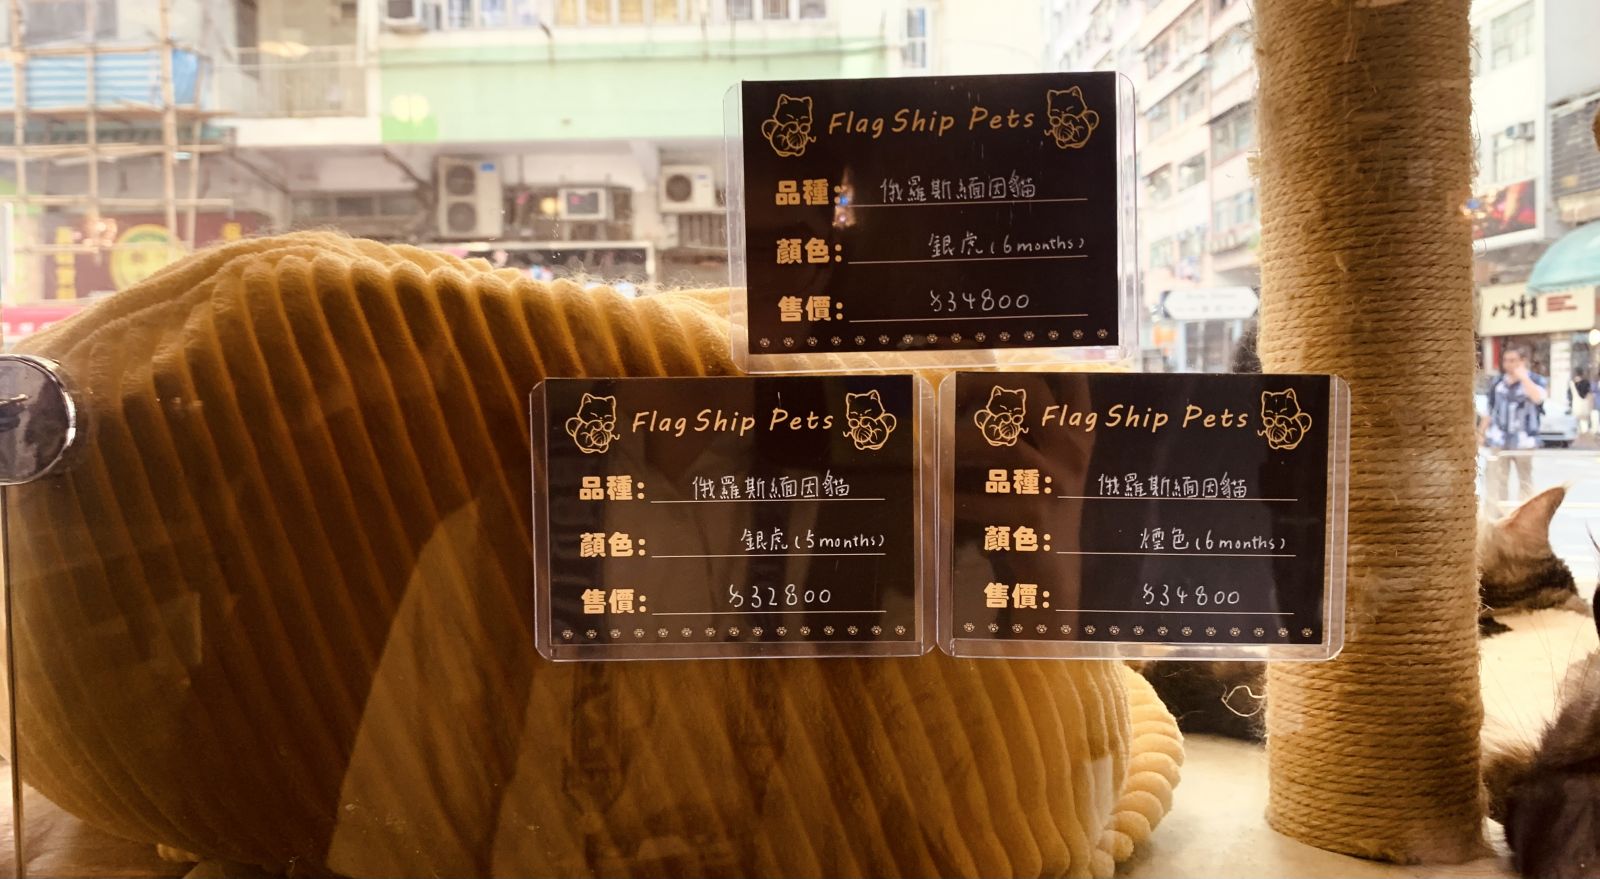 Flag Ship Pets
品種: 俄羅斯緬因貓
顏色: 銀虎 (6 months)
售價: $34800
Flag Ship Pets
品種: 俄羅斯緬因貓
顏色: 銀虎 (5 months)
售價: $32800
Flag Ship Pets
品種: 俄羅斯緬因貓
顏色: 煙色 (6 months)
售價: $34800